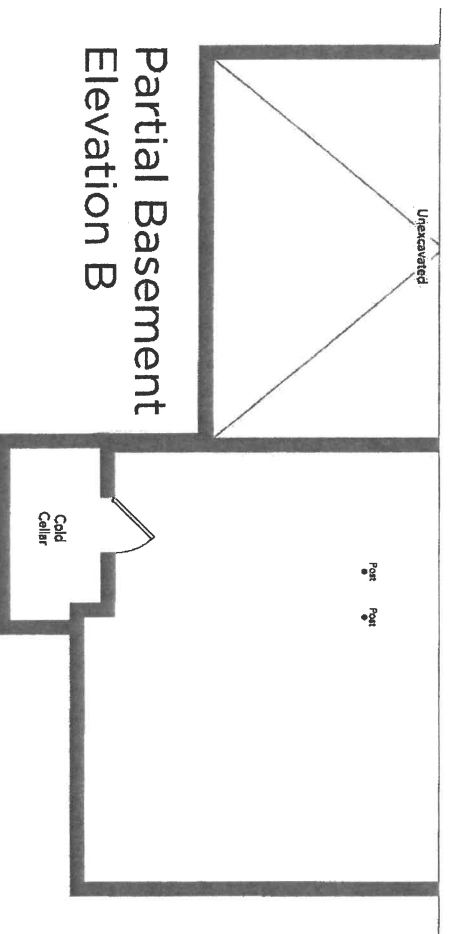 Partial Basement
Elevation B
Unexcavated
Post
Post
Cold
Cellar